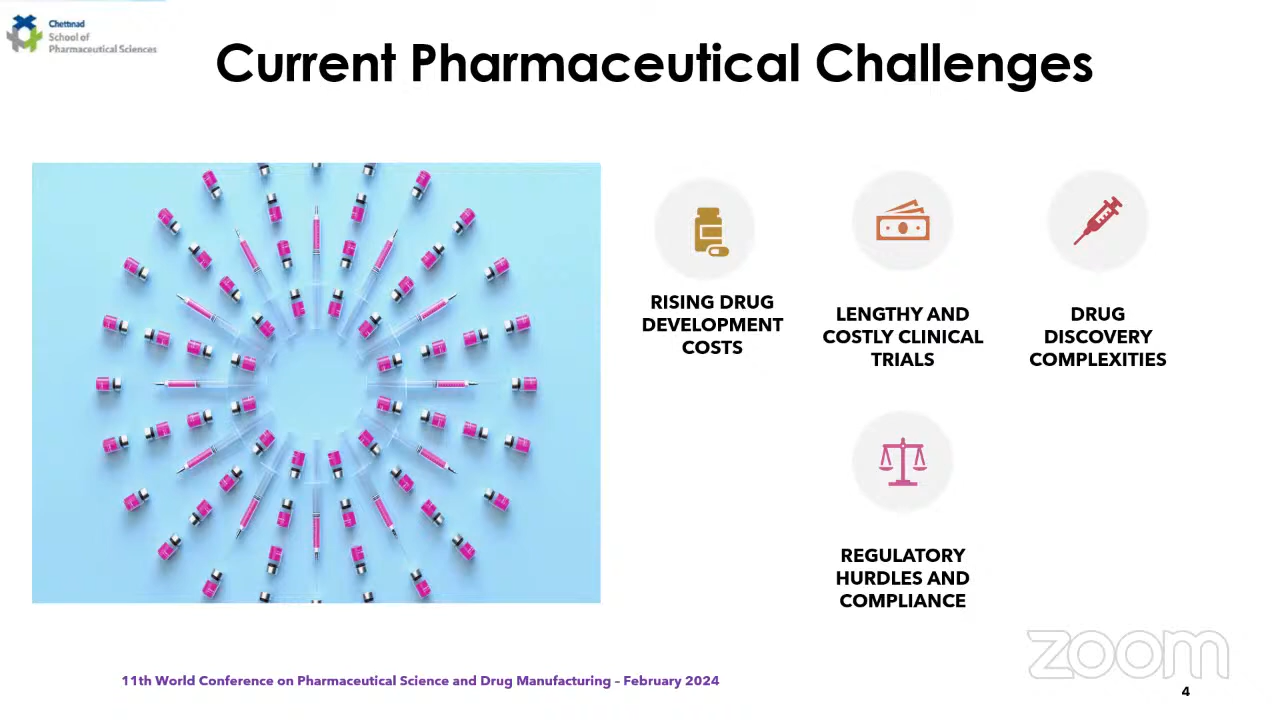 Chettinad
School of
Pharmaceutical Sciences
Current Pharmaceutical Challenges
RISING DRUG
DEVELOPMENT
COSTS
LENGTHY AND
COSTLY CLINICAL
TRIALS
DRUG
DISCOVERY
COMPLEXITIES
REGULATORY
HURDLES AND
COMPLIANCE
zoom
11th World Conference on Pharmaceutical Science and Drug Manufacturing – February 2024
4